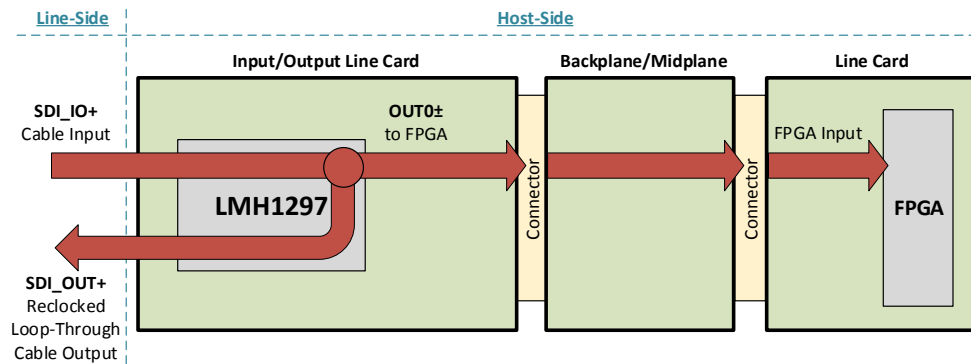 Line-Side
Host-Side
Input/Output Line Card
Backplane/Midplane
Line Card
SDI_IO+
Cable Input
OUT0±
to FPGA
FPGA Input
Connector
Connector
LMH1297
FPGA
SDI_OUT+
Reclocked
Loop-Through
Cable Output